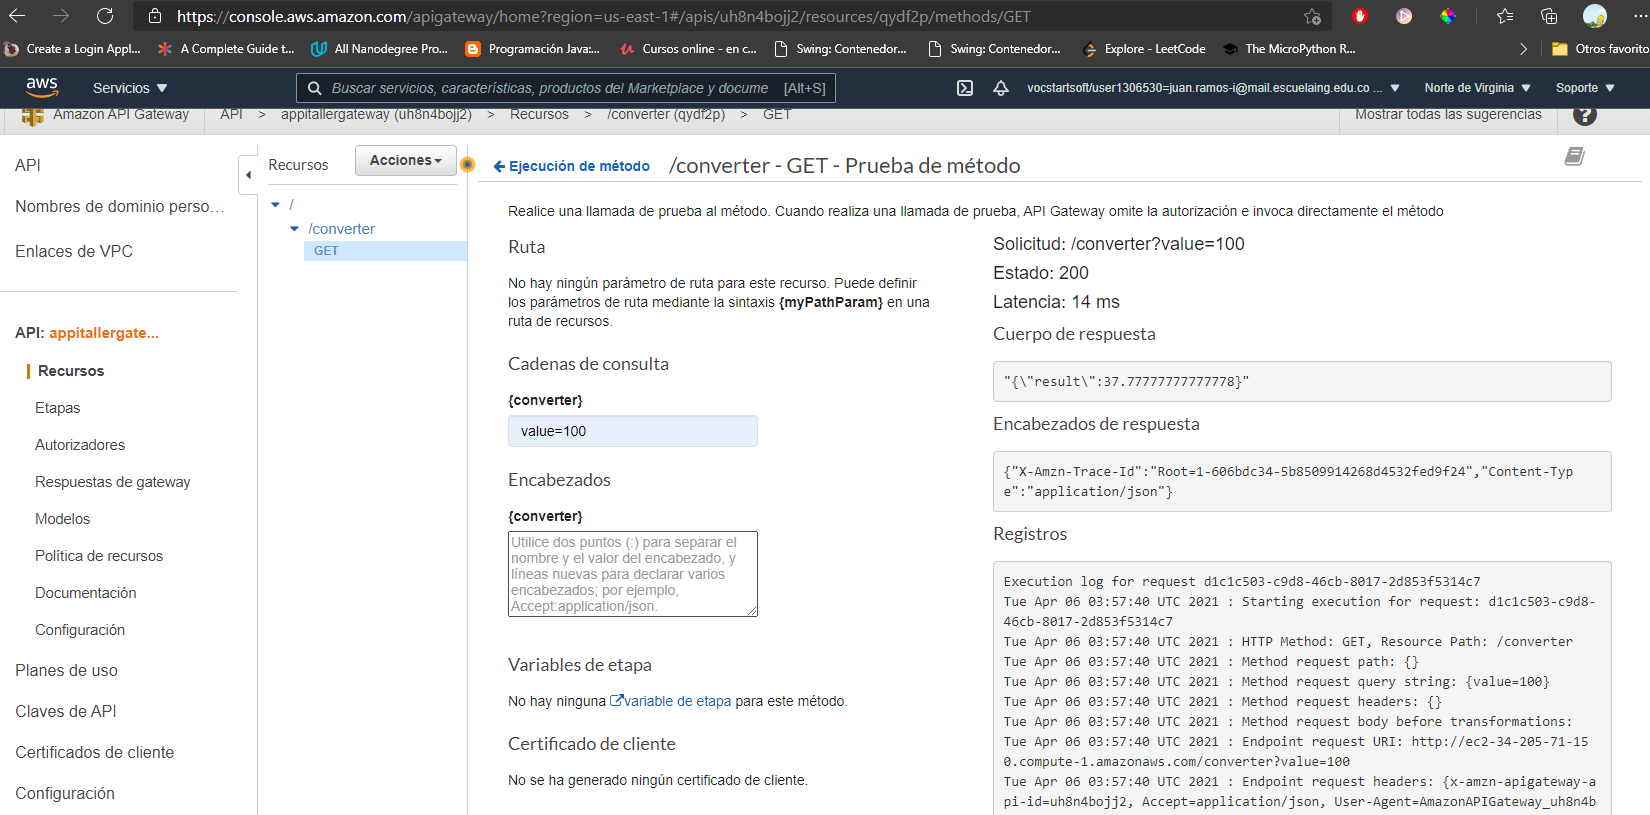 https://console.aws.amazon.com/apigateway/home?region=us-east-1#/apis/uh8n4bojj2/resources/qydf2p/methods/GET
Create a Login Appl...
A Complete Guide t...
All Nanodegree Pro...
Programación Java:...
Cursos online - en c...
Swing: Contenedor...
Swing: Contenedor...
Explore - LeetCode
The MicroPython R...
Otros favorito
aws
Servicios
Buscar servicios, características, productos del Marketplace y docume
[Alt+S]
vocstartsoft/user1306530=juan.ramos-i@mail.escuelaing.edu.co ...
Norte de Virginia
Soporte
Amazon API Gateway
API > appitallergateway (uh8n4bojj2) > Recursos > /converter (qydf2p) > GET
Mostrar todas las sugerencias
?
API
Nombres de dominio perso...
Enlaces de VPC
API: appitallergate...
Recursos
Etapas
Autorizadores
Respuestas de gateway
Modelos
Política de recursos
Documentación
Configuración
Planes de uso
Claves de API
Certificados de cliente
Configuración
Recursos
Acciones
/
/converter
GET
Ejecución de método
/converter - GET - Prueba de método
Realice una llamada de prueba al método. Cuando realiza una llamada de prueba, API Gateway omite la autorización e invoca directamente el método
Ruta
No hay ningún parámetro de ruta para este recurso. Puede definir
los parámetros de ruta mediante la sintaxis {myPathParam} en una
ruta de recursos.
Cadenas de consulta
{converter}
value=100
Encabezados
{converter}
Utilice dos puntos (:) para separar el
nombre y el valor del encabezado, y
líneas nuevas para declarar varios
encabezados; por ejemplo,
Accept:application/json.
Variables de etapa
No hay ninguna variable de etapa para este método.
Certificado de cliente
No se ha generado ningún certificado de cliente.
Solicitud: /converter?value=100
Estado: 200
Latencia: 14 ms
Cuerpo de respuesta
"{\"result\":37.77777777777778}"
Encabezados de respuesta
{"X-Amzn-Trace-Id":"Root=1-606bdc34-5b8509914268d4532fed9f24","Content-Typ
e":"application/json"}
Registros
Execution log for request d1c1c503-c9d8-46cb-8017-2d853f5314c7
Tue Apr 06 03:57:40 UTC 2021 : Starting execution for request: d1c1c503-c9d8-
46cb-8017-2d853f5314c7
Tue Apr 06 03:57:40 UTC 2021 : HTTP Method: GET, Resource Path: /converter
Tue Apr 06 03:57:40 UTC 2021 : Method request path: {}
Tue Apr 06 03:57:40 UTC 2021 : Method request query string: {value=100}
Tue Apr 06 03:57:40 UTC 2021 : Method request headers: {}
Tue Apr 06 03:57:40 UTC 2021 : Method request body before transformations:
Tue Apr 06 03:57:40 UTC 2021 : Endpoint request URI: http://ec2-34-205-71-15
0.compute-1.amazonaws.com/converter?value=100
Tue Apr 06 03:57:40 UTC 2021 : Endpoint request headers: {x-amzn-apigateway-a
pi-id=uh8n4bojj2, Accept=application/json, User-Agent=AmazonAPIGateway_uh8n4b